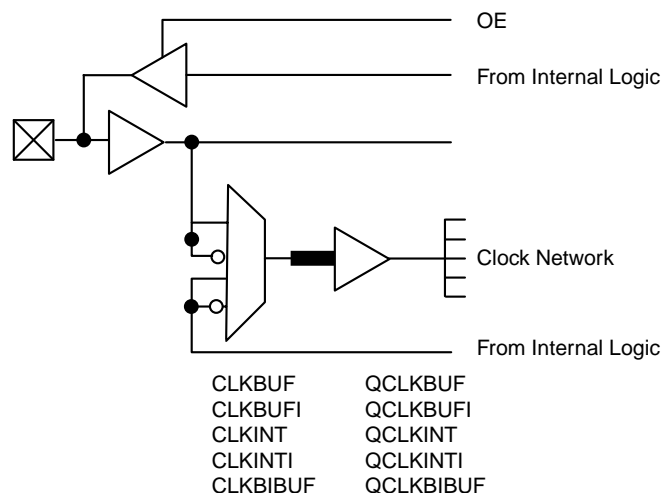 OE
From Internal Logic
Clock Network
From Internal Logic
CLKBUF QCLKBUF
CLKBUFI QCLKBUFI
CLKINT QCLKINT
CLKINTI QCLKINTI
CLKBIBUF QCLKBIBUF